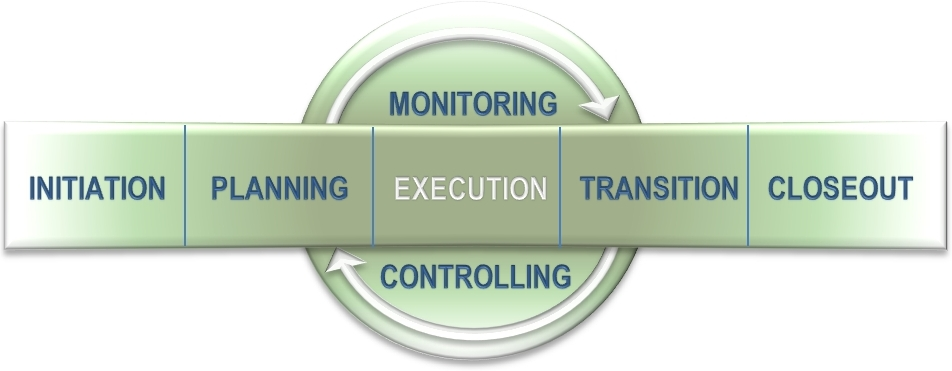 MONITORING
INITIATION PLANNING EXECUTION TRANSITION CLOSEOUT
CONTROLLING